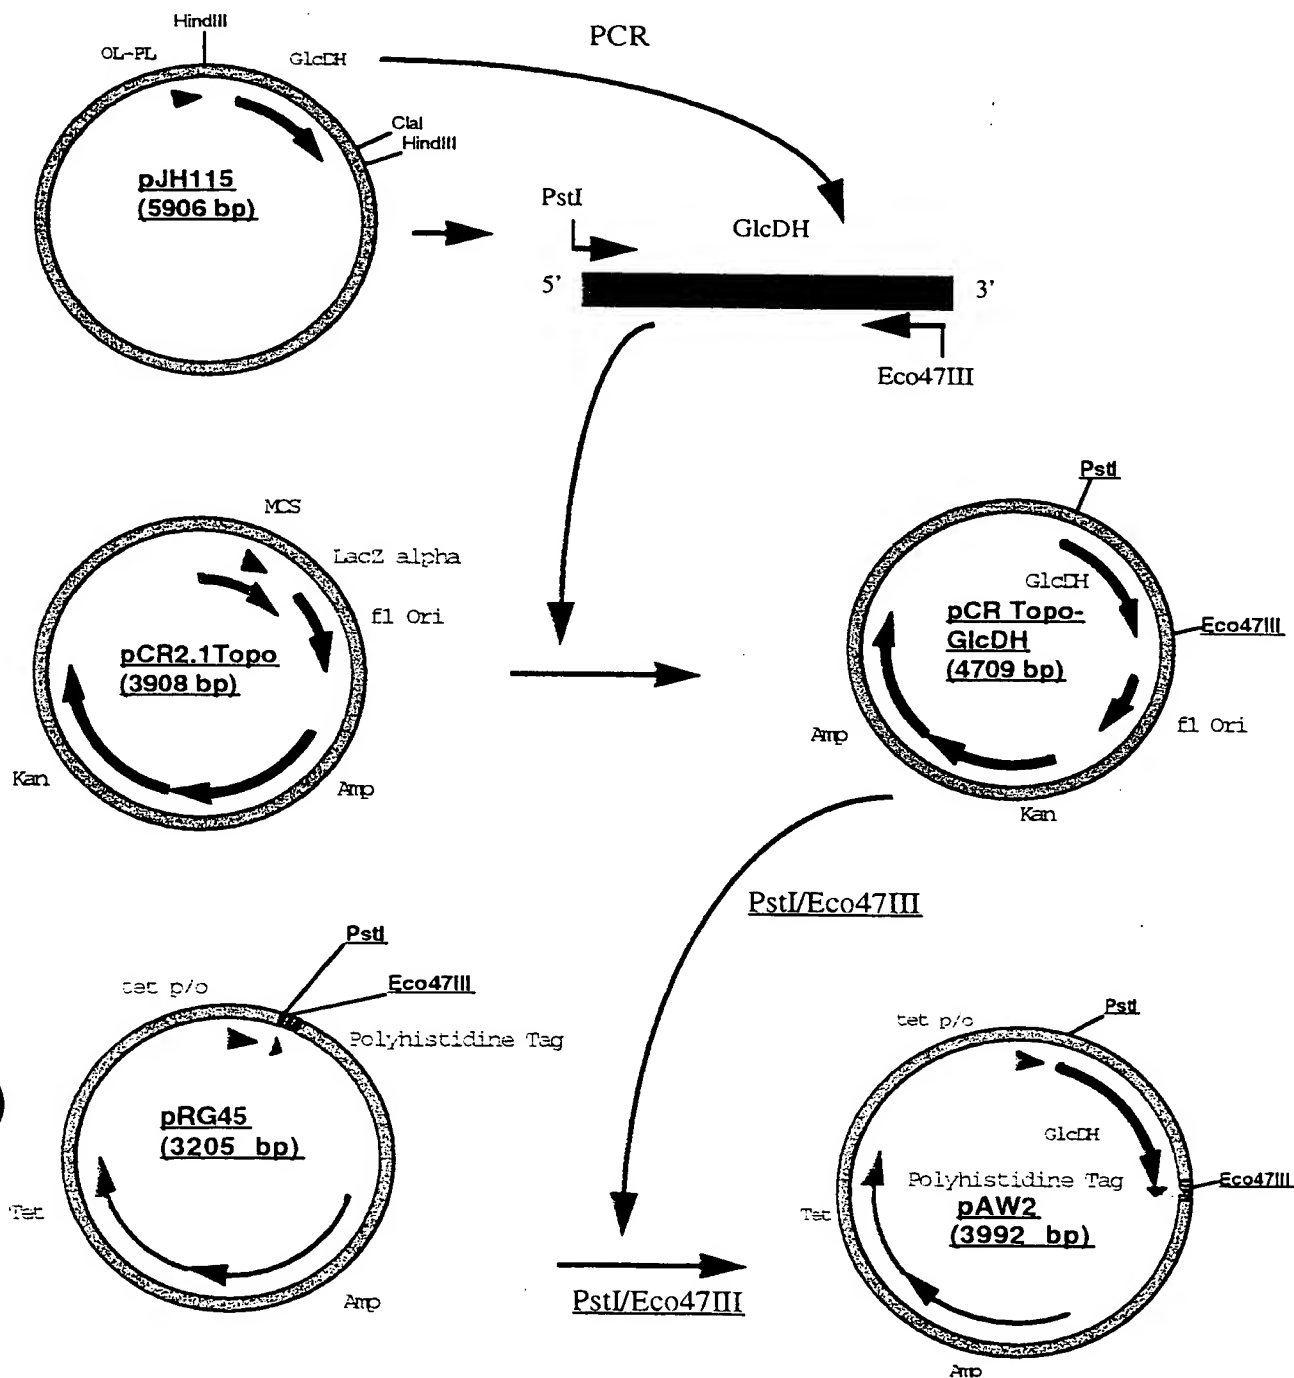 HindIII
OL-PL
GlcDH
PCR
ClaI
HindIII
pJH115
(5906 bp)
PstI
GlcDH
5'
3'
Eco47III
MCS
LacZ alpha
f1 Ori
pCR2.1Topo
(3908 bp)
Kan
Amp
PstI
GlcDH
pCR Topo-
GlcDH
(4709 bp)
Eco47III
f1 Ori
Amp
Kan
PstI/Eco47III
PstI
Eco47III
tet p/o
Polyhistidine Tag
pRG45
(3205 bp)
Tet
Amp
PstI/Eco47III
tet p/o
PstI
GlcDH
Polyhistidine Tag
Eco47III
pAW2
(3992 bp)
Tet
Amp